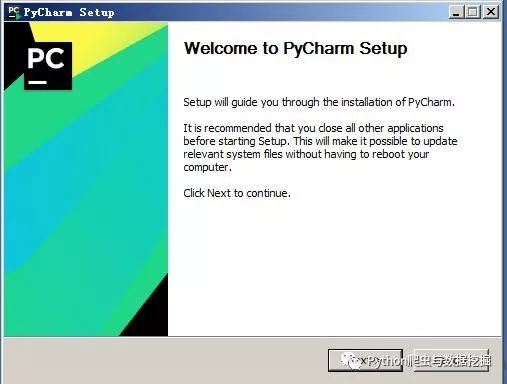 PyCharm Setup
PC
Welcome to PyCharm Setup
Setup will guide you through the installation of PyCharm.
It is recommended that you close all other applications
before starting Setup. This will make it possible to update
relevant system files without having to reboot your
computer.
Click Next to continue.
Python爬虫与数据挖掘